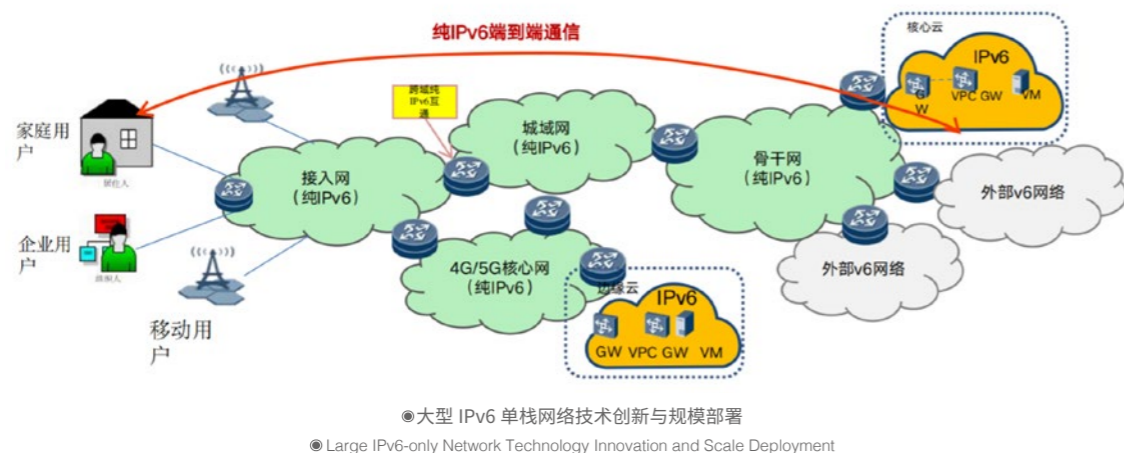 纯IPv6端到端通信
核心云
IPv6
G
W
VPC GW
VM
跨域纯
IPv6互
通
家庭用
户
居住人
城域网
(纯IPv6)
骨干网
(纯IPv6)
接入网
(纯IPv6)
外部v6网络
企业用
户
组织人
4G/5G核心网
(纯IPv6)
外部v6网络
边缘云
IPv6
GW VPC GW VM
移动用
户
◉大型 IPv6 单栈网络技术创新与规模部署
◉ Large IPv6-only Network Technology Innovation and Scale Deployment